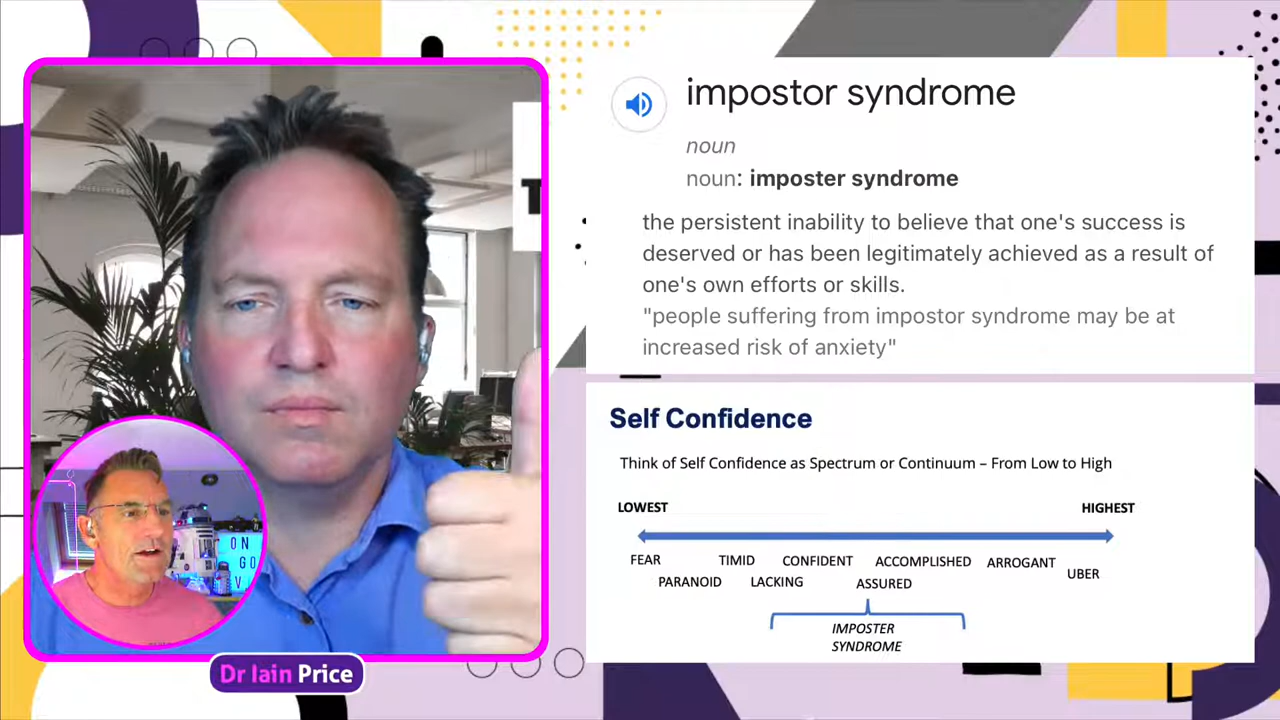 impostor syndrome
noun
noun: imposter syndrome
the persistent inability to believe that one's success is
deserved or has been legitimately achieved as a result of
one's own efforts or skills.
"people suffering from impostor syndrome may be at
increased risk of anxiety"
Self Confidence
Think of Self Confidence as Spectrum or Continuum – From Low to High
LOWEST HIGHEST
FEAR TIMID CONFIDENT ACCOMPLISHED ARROGANT
PARANOID LACKING ASSURED UBER
IMPOSTER
SYNDROME
T
ON
GO
V
Dr Iain Price